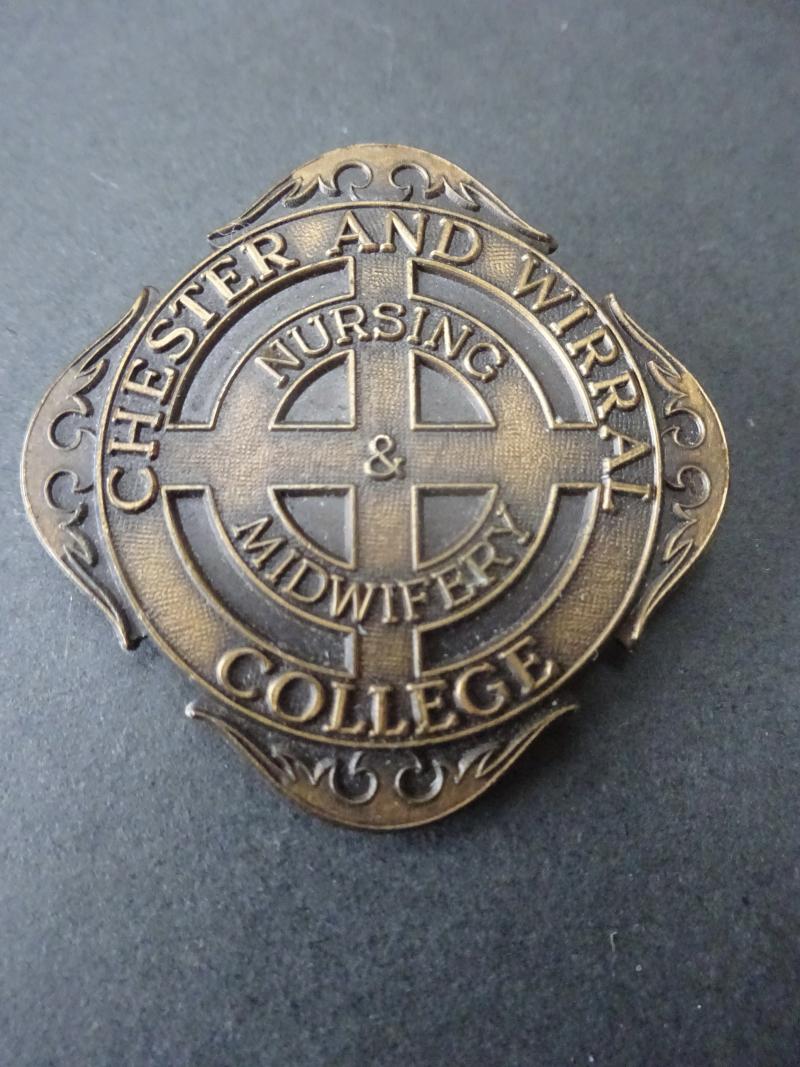 CHESTER AND WIRRAL
NURSING
&
MIDWIFERY
COLLEGE